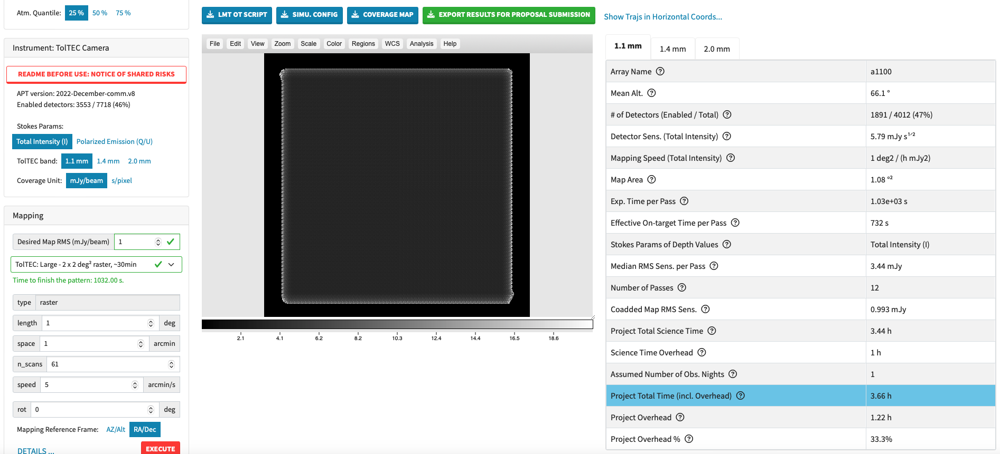 Atm. Quantile: 25 % 50 % 75 %
Instrument: TolTEC Camera
README BEFORE USE: NOTICE OF SHARED RISKS
APT version: 2022-December-comm.v8
Enabled detectors: 3553 / 7718 (46%)
Stokes Params:
Total Intensity (I) Polarized Emission (Q/U)
TolTEC band: 1.1 mm 1.4 mm 2.0 mm
Coverage Unit: mJy/beam s/pixel
Mapping
Desired Map RMS (mJy/beam) 1
TolTEC: Large - 2 x 2 deg² raster, ~30min
Time to finish the pattern: 1032.00 s.
type raster
length 1 deg
space 1 arcmin
n_scans 61
speed 5 arcmin/s
rot 0 deg
Mapping Reference Frame: AZ/Alt RA/Dec
DETAILS ... EXECUTE
LMT OT SCRIPT SIMU. CONFIG COVERAGE MAP EXPORT RESULTS FOR PROPOSAL SUBMISSION Show Trajs in Horizontal Coords...
File Edit View Zoom Scale Color Regions WCS Analysis Help
2.1 4.1 6.2 8.2 10.3 12.4 14.4 16.5 18.6
1.1 mm 1.4 mm 2.0 mm
Array Name ? a1100
Mean Alt. ? 66.1 °
# of Detectors (Enabled / Total) ? 1891 / 4012 (47%)
Detector Sens. (Total Intensity) ? 5.79 mJy s¹ᐟ²
Mapping Speed (Total Intensity) ? 1 deg2 / (h mJy2)
Map Area ? 1.08 °²
Exp. Time per Pass ? 1.03e+03 s
Effective On-target Time per Pass ? 732 s
Stokes Params of Depth Values ? Total Intensity (I)
Median RMS Sens. per Pass ? 3.44 mJy
Number of Passes ? 12
Coadded Map RMS Sens. ? 0.993 mJy
Project Total Science Time ? 3.44 h
Science Time Overhead ? 1 h
Assumed Number of Obs. Nights ? 1
Project Total Time (incl. Overhead) ? 3.66 h
Project Overhead ? 1.22 h
Project Overhead % ? 33.3%